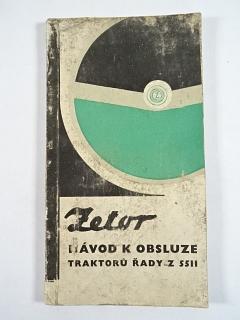 Zetor
NÁVOD K OBSLUZE
TRAKTORŮ ŘADY Z 5511